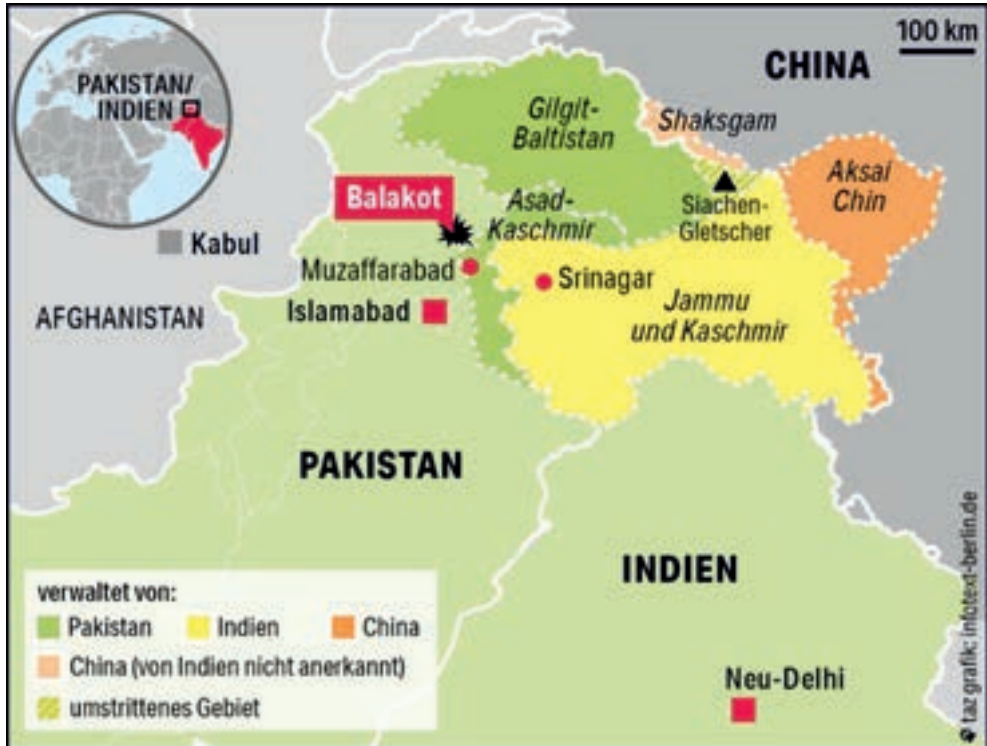 PAKISTAN/
INDIEN
100 km
CHINA
Gilgit-
Baltistan
Shaksgam
Aksai
Chin
Balakot
Asad-
Kaschmir
Siachen-
Gletscher
Kabul
Muzaffarabad
Srinagar
Islamabad
Jammu
und Kaschmir
AFGHANISTAN
PAKISTAN
INDIEN
verwaltet von:
Pakistan
Indien
China
China (von Indien nicht anerkannt)
umstrittenes Gebiet
Neu-Delhi
taz grafik: infotext-berlin.de